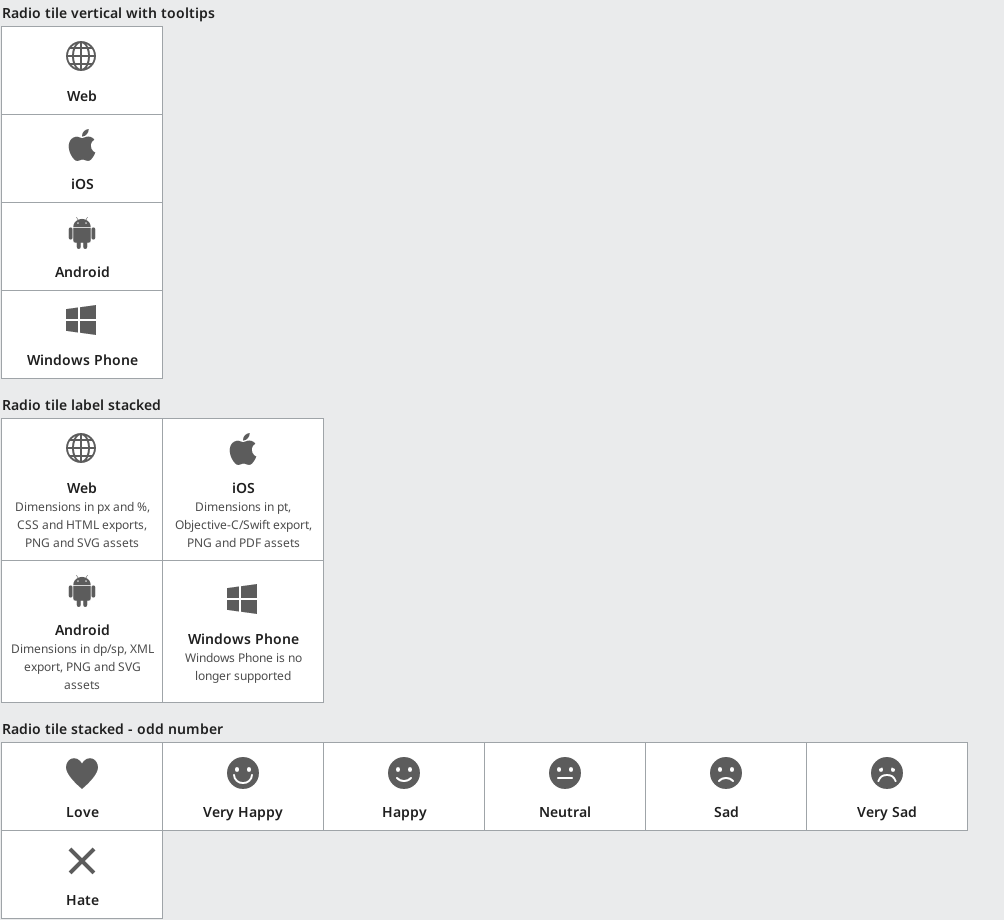 Radio tile vertical with tooltips
Web
iOS
Android
Windows Phone
Radio tile label stacked
Web
Dimensions in px and %,
CSS and HTML exports,
PNG and SVG assets
iOS
Dimensions in pt,
Objective-C/Swift export,
PNG and PDF assets
Android
Dimensions in dp/sp, XML
export, PNG and SVG
assets
Windows Phone
Windows Phone is no
longer supported
Radio tile stacked - odd number
Love
Very Happy
Happy
Neutral
Sad
Very Sad
Hate